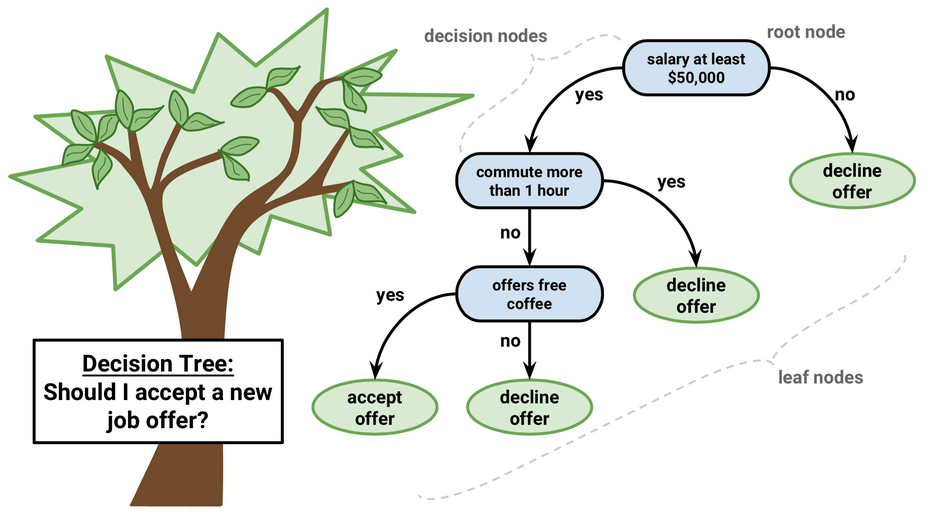 decision nodes
root node
salary at least
$50,000
yes
no
commute more
than 1 hour
yes
decline
offer
no
offers free
coffee
decline
offer
yes
no
Decision Tree:
Should I accept a new
job offer?
accept
offer
decline
offer
leaf nodes